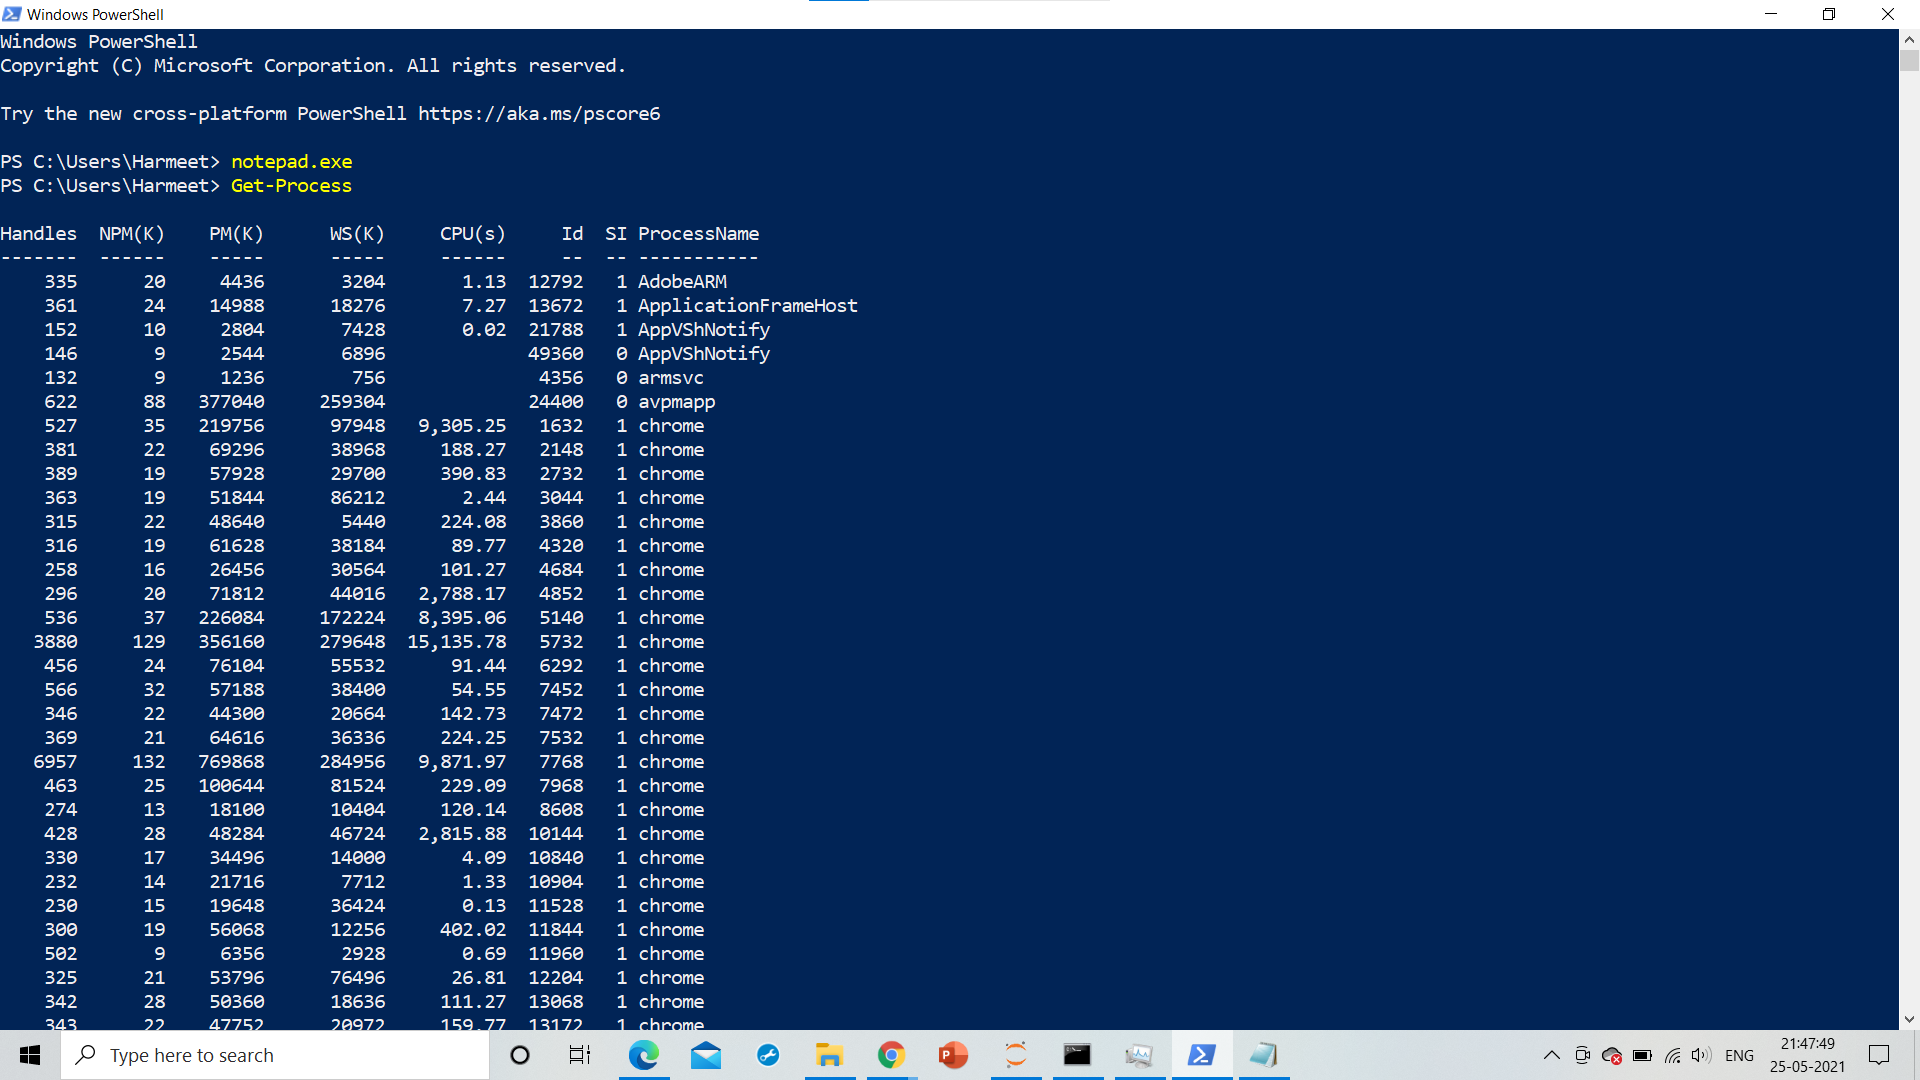 Windows PowerShell
Windows PowerShell
Copyright (C) Microsoft Corporation. All rights reserved.
Try the new cross-platform PowerShell https://aka.ms/pscore6
PS C:\Users\Harmeet> notepad.exe
PS C:\Users\Harmeet> Get-Process
Handles  NPM(K)    PM(K)      WS(K)     CPU(s)     Id  SI ProcessName
-------  ------    -----      -----     ------     --  -- -----------
335      20     4436       3204       1.13  12792   1 AdobeARM
361      24    14988      18276       7.27  13672   1 ApplicationFrameHost
152      10     2804       7428       0.02  21788   1 AppVShNotify
146       9     2544       6896             49360   0 AppVShNotify
132       9     1236        756              4356   0 armsvc
622      88   377040     259304             24400   0 avpmapp
527      35   219756      97948   9,305.25   1632   1 chrome
381      22    69296      38968     188.27   2148   1 chrome
389      19    57928      29700     390.83   2732   1 chrome
363      19    51844      86212       2.44   3044   1 chrome
315      22    48640       5440     224.08   3860   1 chrome
316      19    61628      38184      89.77   4320   1 chrome
258      16    26456      30564     101.27   4684   1 chrome
296      20    71812      44016   2,788.17   4852   1 chrome
536      37   226084     172224   8,395.06   5140   1 chrome
3880     129   356160     279648  15,135.78   5732   1 chrome
456      24    76104      55532      91.44   6292   1 chrome
566      32    57188      38400      54.55   7452   1 chrome
346      22    44300      20664     142.73   7472   1 chrome
369      21    64616      36336     224.25   7532   1 chrome
6957     132   769868     284956   9,871.97   7768   1 chrome
463      25   100644      81524     229.09   7968   1 chrome
274      13    18100      10404     120.14   8608   1 chrome
428      28    48284      46724   2,815.88  10144   1 chrome
330      17    34496      14000       4.09  10840   1 chrome
232      14    21716       7712       1.33  10904   1 chrome
230      15    19648      36424       0.13  11528   1 chrome
300      19    56068      12256     402.02  11844   1 chrome
502       9     6356       2928       0.69  11960   1 chrome
325      21    53796      76496      26.81  12204   1 chrome
342      28    50360      18636     111.27  13068   1 chrome
343      22    47752      20972     159.77  13172   1 chrome
Type here to search
ENG
21:47:49
25-05-2021